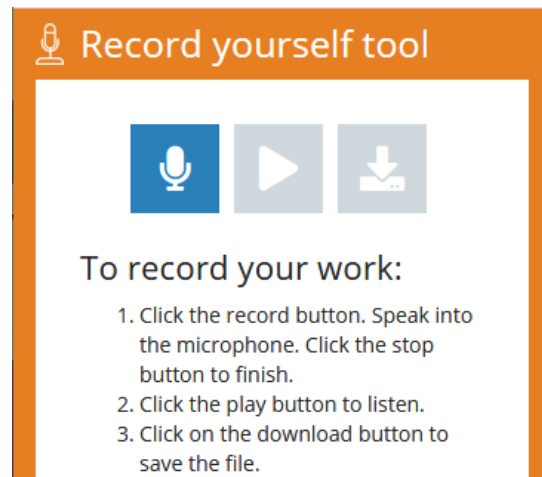 Record yourself tool
To record your work:
1. Click the record button. Speak into
the microphone. Click the stop
button to finish.
2. Click the play button to listen.
3. Click on the download button to
save the file.